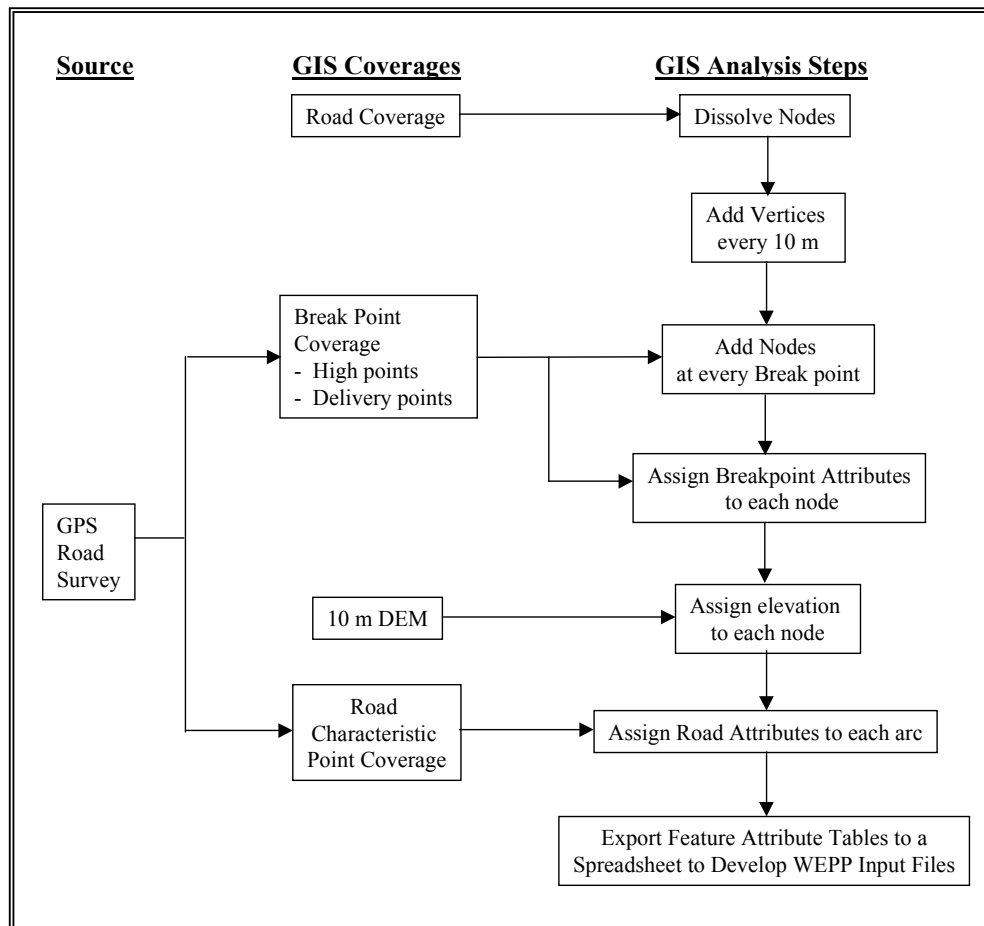 Source
GIS Coverages
GIS Analysis Steps
Road Coverage
Dissolve Nodes
Add Vertices
every 10 m
Break Point
Coverage
- High points
- Delivery points
Add Nodes
at every Break point
Assign Breakpoint Attributes
to each node
GPS
Road
Survey
10 m DEM
Assign elevation
to each node
Road
Characteristic
Point Coverage
Assign Road Attributes to each arc
Export Feature Attribute Tables to a
Spreadsheet to Develop WEPP Input Files